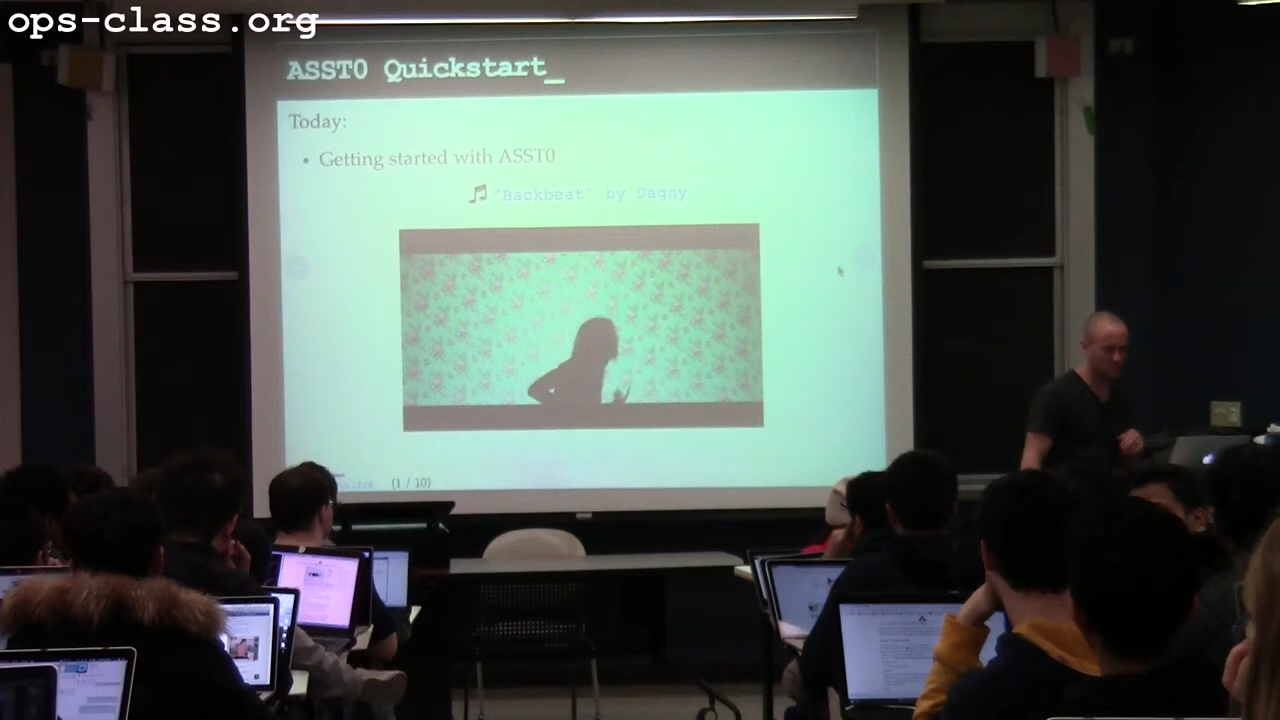 ops-class.org
ASST0 Quickstart_
Today:
• Getting started with ASST0
"Backbeat" by Dagny
(1 / 10)